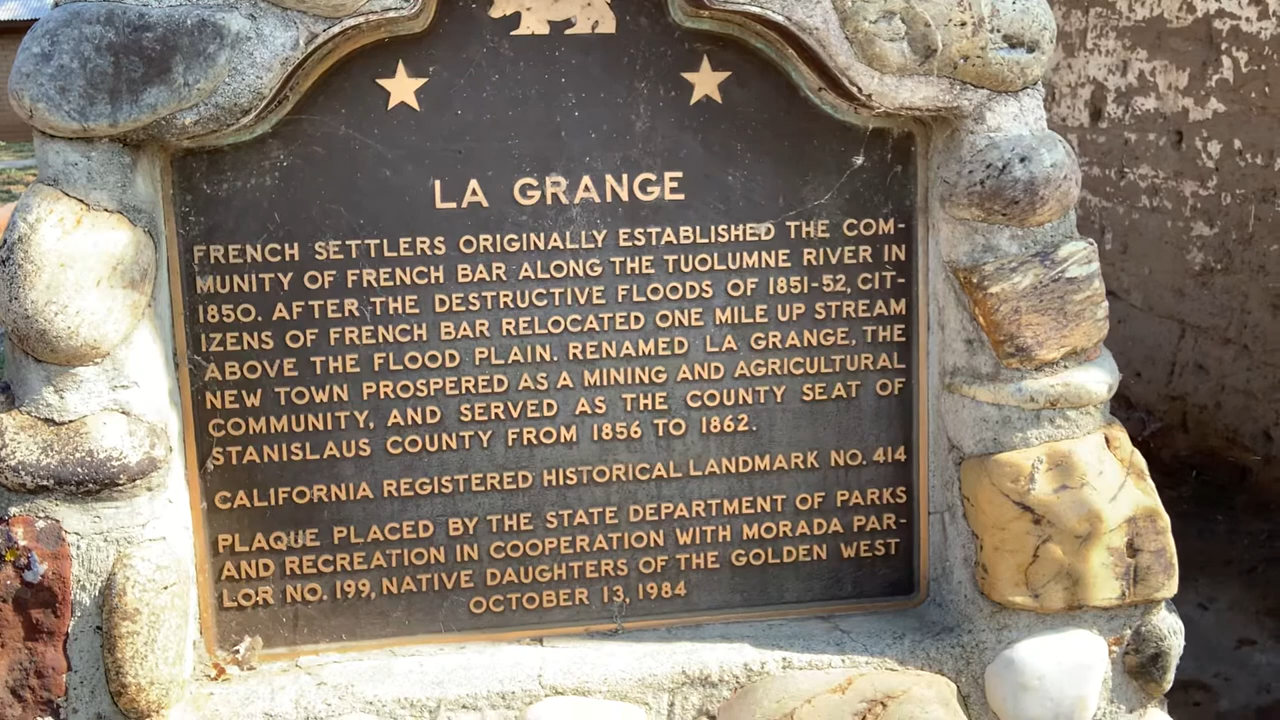 LA GRANGE
FRENCH SETTLERS ORIGINALLY ESTABLISHED THE COM-
MUNITY OF FRENCH BAR ALONG THE TUOLUMNE RIVER IN
1850. AFTER THE DESTRUCTIVE FLOODS OF 1851-52, CIT-
IZENS OF FRENCH BAR RELOCATED ONE MILE UP STREAM
ABOVE THE FLOOD PLAIN. RENAMED LA GRANGE, THE
NEW TOWN PROSPERED AS A MINING AND AGRICULTURAL
COMMUNITY, AND SERVED AS THE COUNTY SEAT OF
STANISLAUS COUNTY FROM 1856 TO 1862.
CALIFORNIA REGISTERED HISTORICAL LANDMARK NO. 414
PLAQUE PLACED BY THE STATE DEPARTMENT OF PARKS
AND RECREATION IN COOPERATION WITH MORADA PAR-
LOR NO. 199, NATIVE DAUGHTERS OF THE GOLDEN WEST
OCTOBER 13, 1984